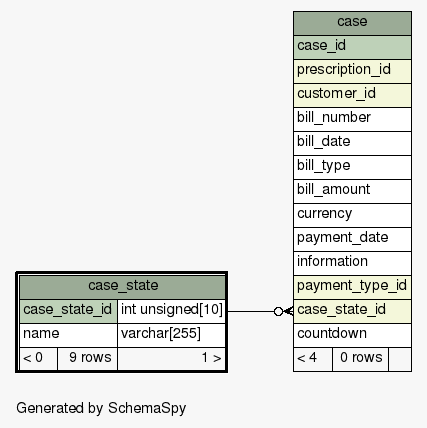 case
case_id
prescription_id
customer_id
bill_number
bill_date
bill_type
bill_amount
currency
payment_date
information
payment_type_id
case_state_id
countdown
< 4 0 rows
case_state
case_state_id int unsigned[10]
name varchar[255]
< 0 9 rows 1 >
Generated by SchemaSpy